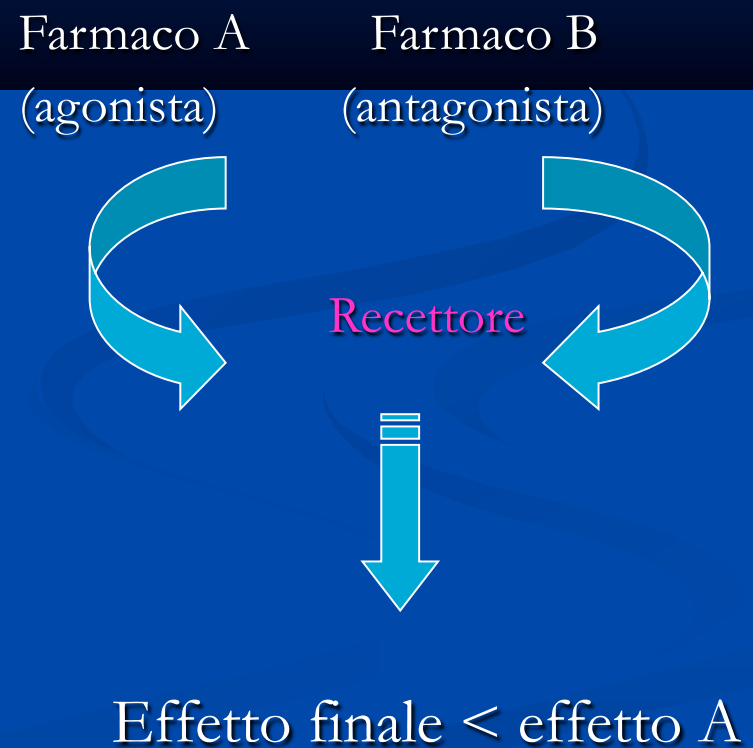 Farmaco A Farmaco B
(agonista) (antagonista)
Recettore
Effetto finale < effetto A